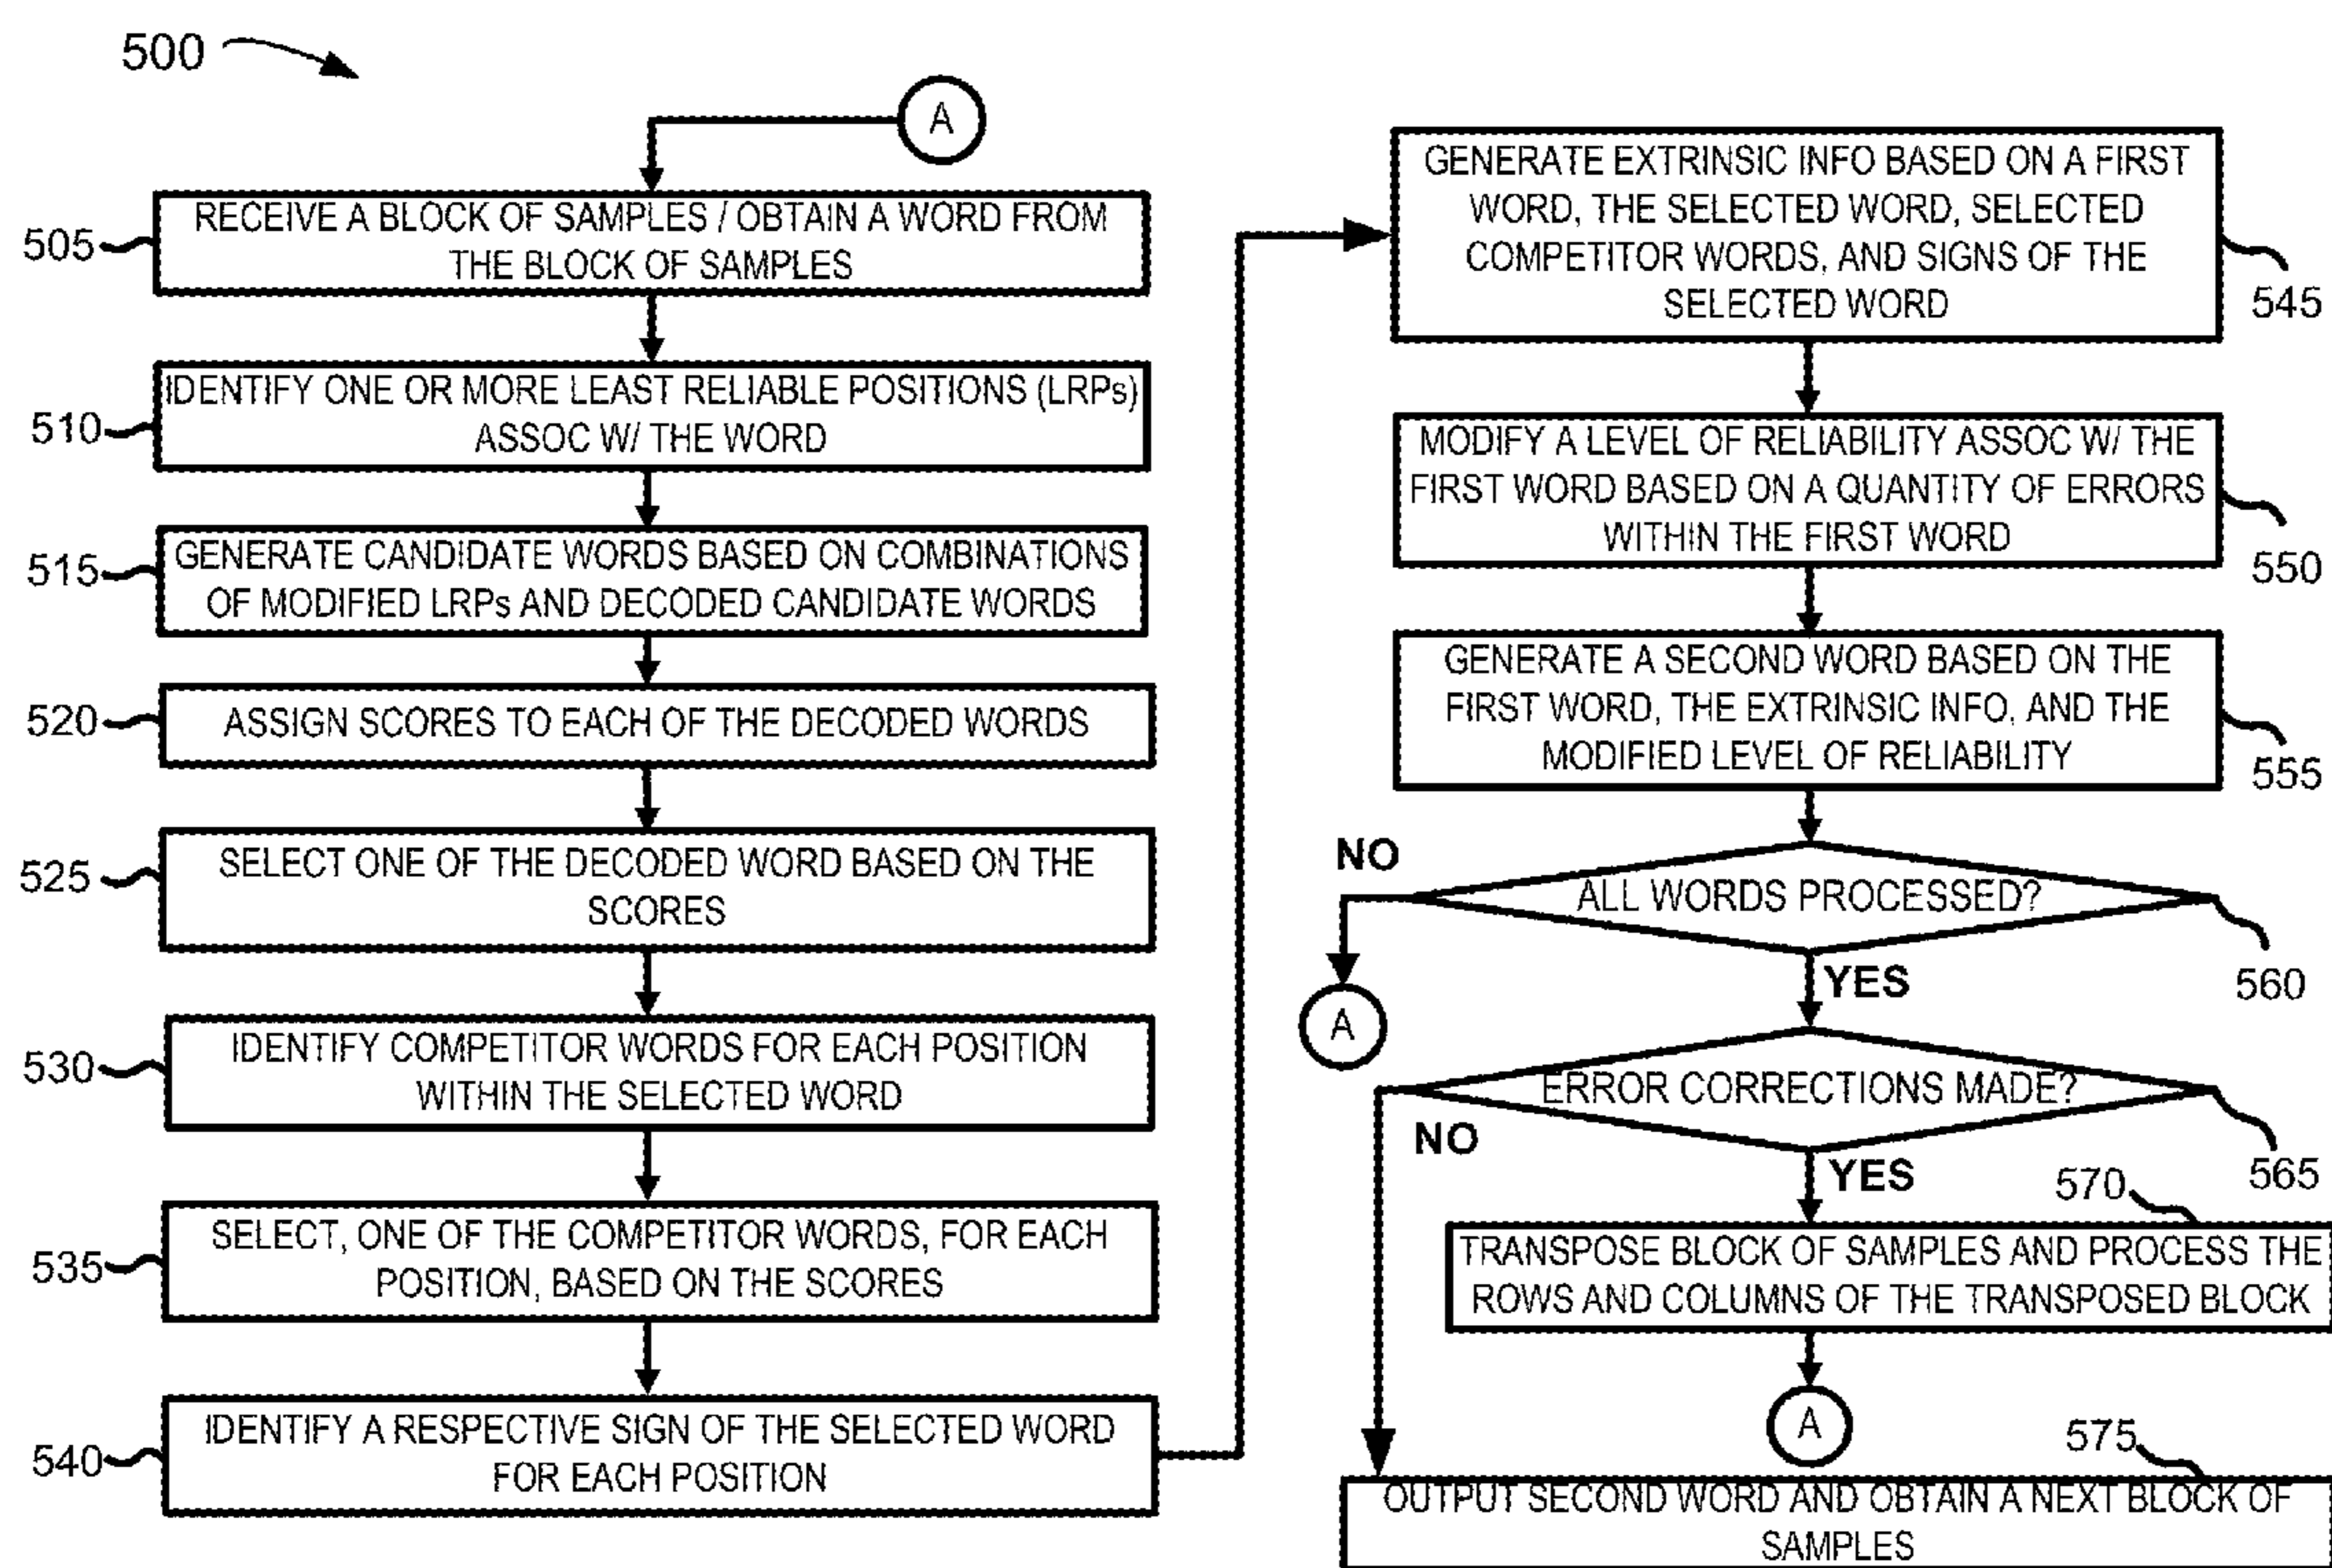 500
A
505
RECEIVE A BLOCK OF SAMPLES / OBTAIN A WORD FROM
THE BLOCK OF SAMPLES
510
IDENTIFY ONE OR MORE LEAST RELIABLE POSITIONS (LRPs)
ASSOC W/ THE WORD
515
GENERATE CANDIDATE WORDS BASED ON COMBINATIONS
OF MODIFIED LRPs AND DECODED CANDIDATE WORDS
520
ASSIGN SCORES TO EACH OF THE DECODED WORDS
525
SELECT ONE OF THE DECODED WORD BASED ON THE
SCORES
530
IDENTIFY COMPETITOR WORDS FOR EACH POSITION
WITHIN THE SELECTED WORD
535
SELECT, ONE OF THE COMPETITOR WORDS, FOR EACH
POSITION, BASED ON THE SCORES
540
IDENTIFY A RESPECTIVE SIGN OF THE SELECTED WORD
FOR EACH POSITION
GENERATE EXTRINSIC INFO BASED ON A FIRST
WORD, THE SELECTED WORD, SELECTED
COMPETITOR WORDS, AND SIGNS OF THE
SELECTED WORD
545
MODIFY A LEVEL OF RELIABILITY ASSOC W/ THE
FIRST WORD BASED ON A QUANTITY OF ERRORS
WITHIN THE FIRST WORD
550
GENERATE A SECOND WORD BASED ON THE
FIRST WORD, THE EXTRINSIC INFO, AND THE
MODIFIED LEVEL OF RELIABILITY
555
NO
ALL WORDS PROCESSED?
560
YES
A
ERROR CORRECTIONS MADE?
565
NO
YES
570
TRANSPOSE BLOCK OF SAMPLES AND PROCESS THE
ROWS AND COLUMNS OF THE TRANSPOSED BLOCK
A
575
OUTPUT SECOND WORD AND OBTAIN A NEXT BLOCK OF
SAMPLES